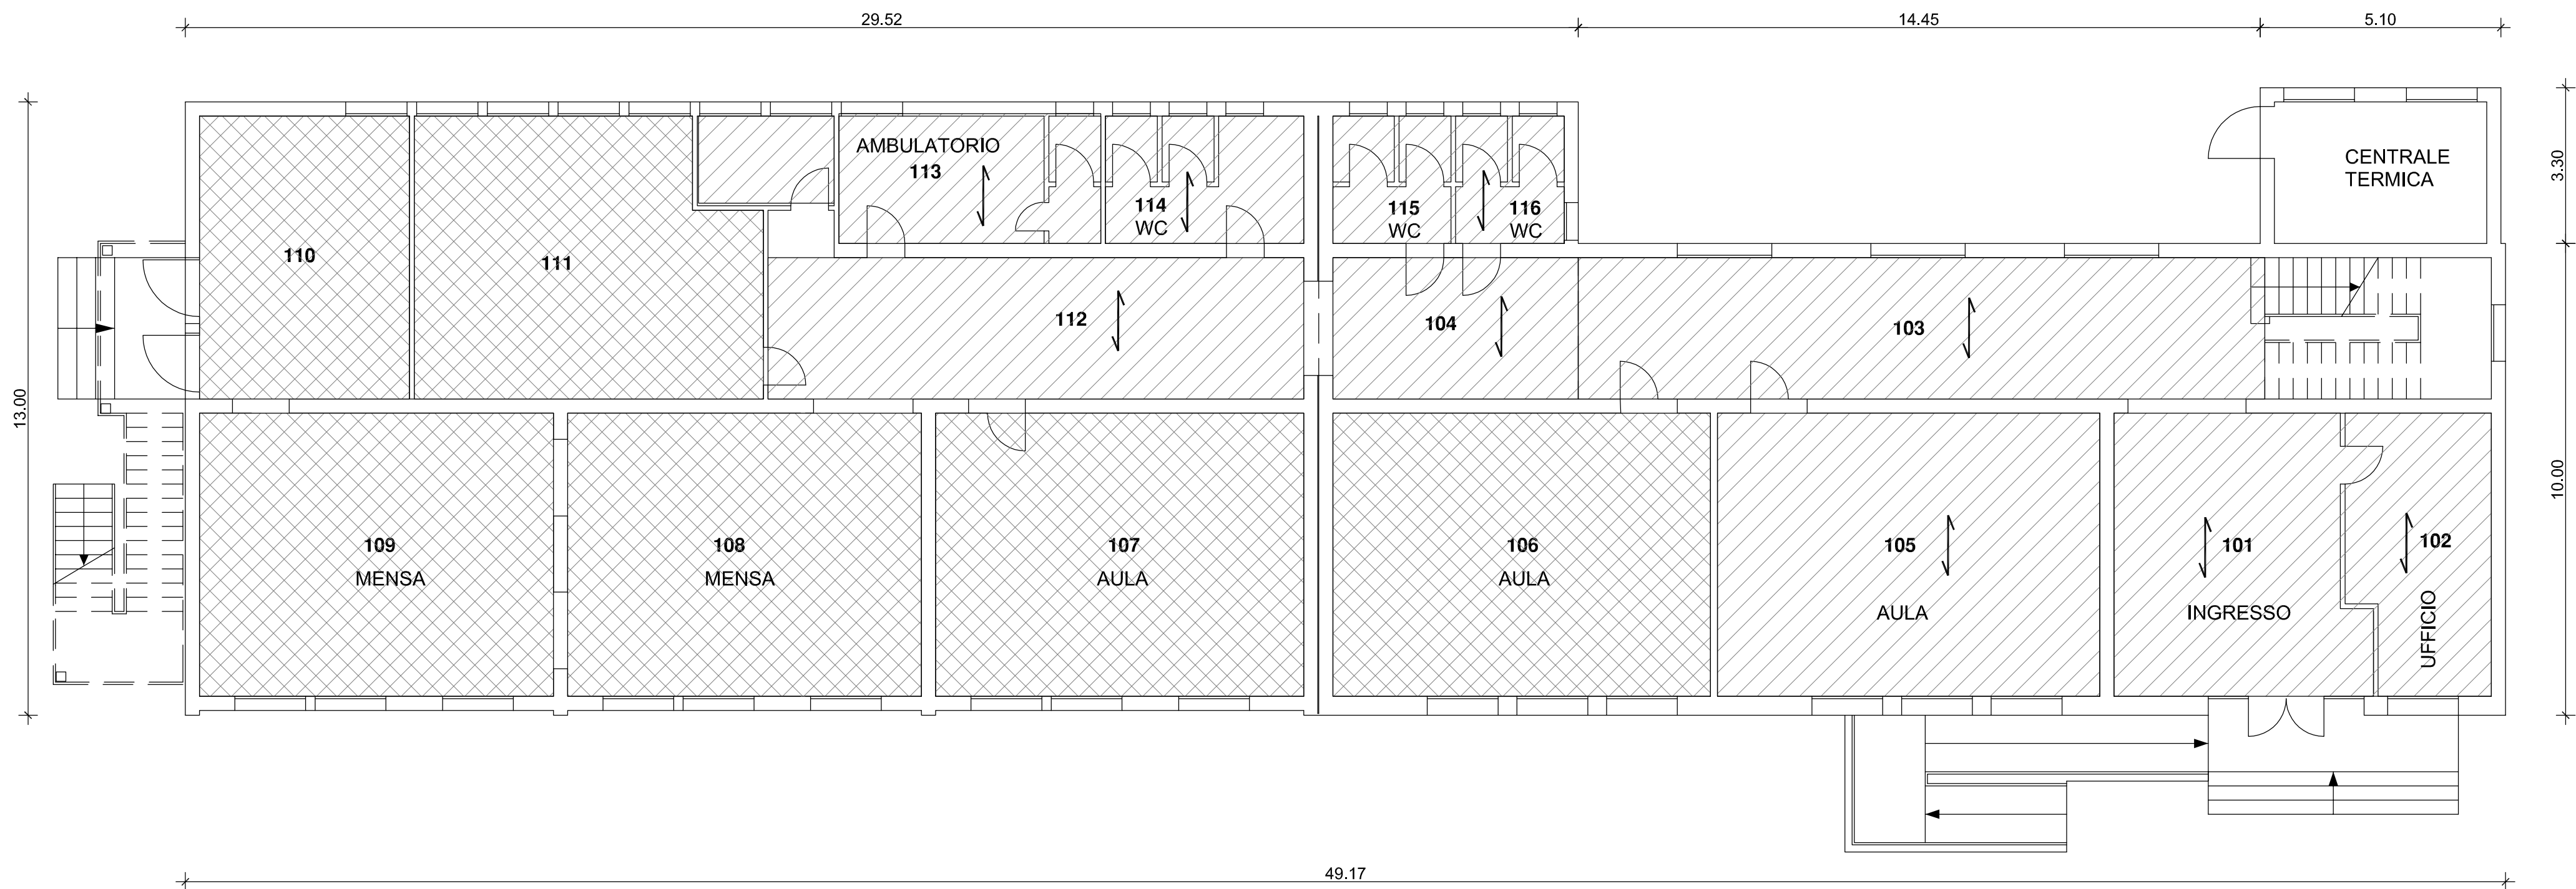 29.52
14.45
5.10
AMBULATORIO
113
CENTRALE
TERMICA
3.30
114
WC
115
WC
116
WC
110
111
112
104
103
13.00
10.00
109
MENSA
108
MENSA
107
AULA
106
AULA
105
AULA
101
INGRESSO
102
UFFICIO
49.17